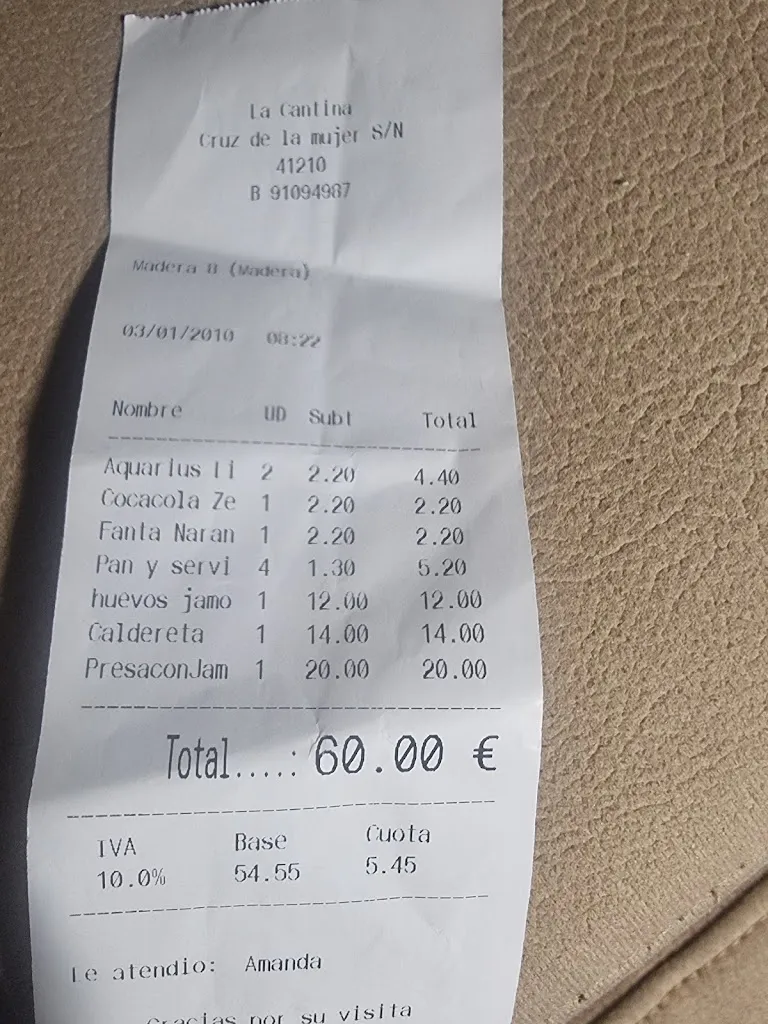 La Cantina
Cruz de la mujer S/N
41210
B 91094987
Madera 8 (Madera)
03/01/2010 08:22
Nombre UD Subt Total
Aquarius li 2 2.20 4.40
Cocacola Ze 1 2.20 2.20
Fanta Naran 1 2.20 2.20
Pan y servi 4 1.30 5.20
huevos jamo 1 12.00 12.00
Caldereta 1 14.00 14.00
PresaconJam 1 20.00 20.00
Total.....: 60.00 €
IVA Base Cuota
10.0% 54.55 5.45
Le atendio: Amanda
Gracias por su visita